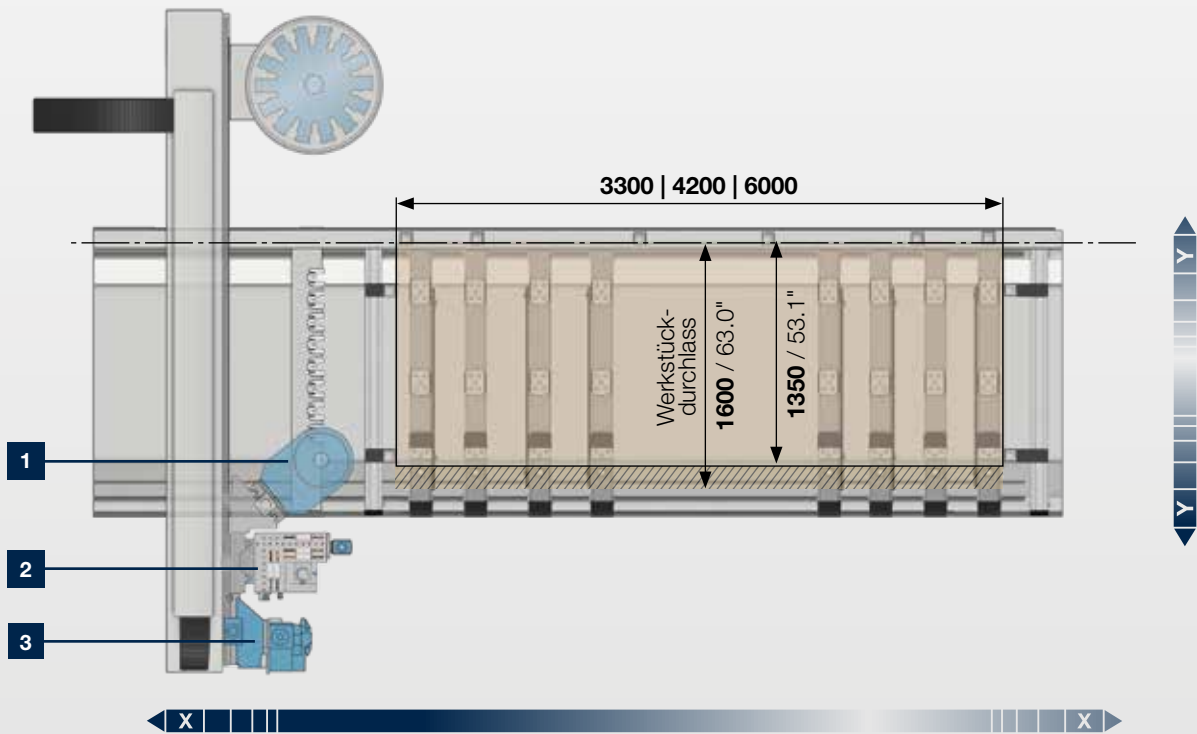 3300 | 4200 | 6000
Y
Werkstück-
durchlass
1600 / 63.0"
1350 / 53.1"
1
2
3
Y
X
X